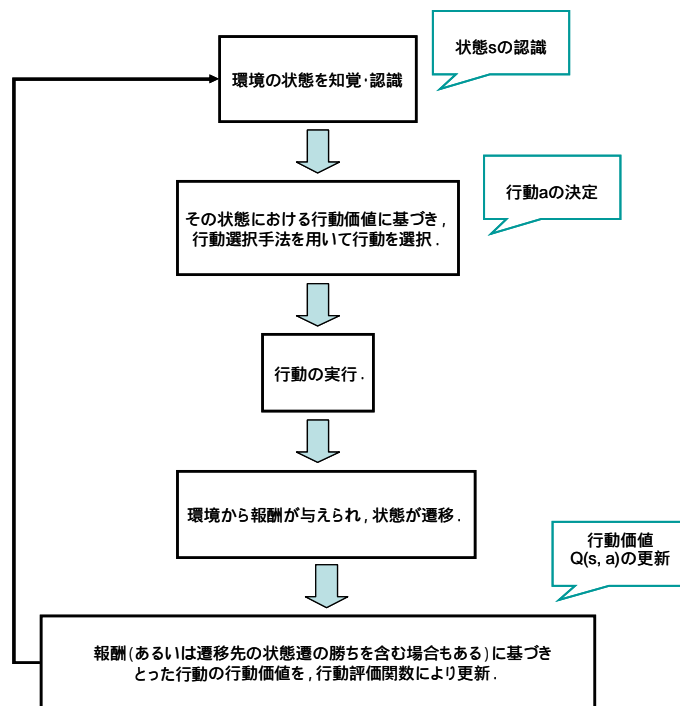 状態sの認識
環境の状態を知覚・認識
行動aの決定
その状態における行動価値に基づき,
行動選択手法を用いて行動を選択.
行動の実行.
環境から報酬が与えられ,状態が遷移.
行動価値
Q(s, a)の更新
報酬(あるいは遷移先の状態遷の勝ちを含む場合もある)に基づき
とった行動の行動価値を,行動評価関数により更新.